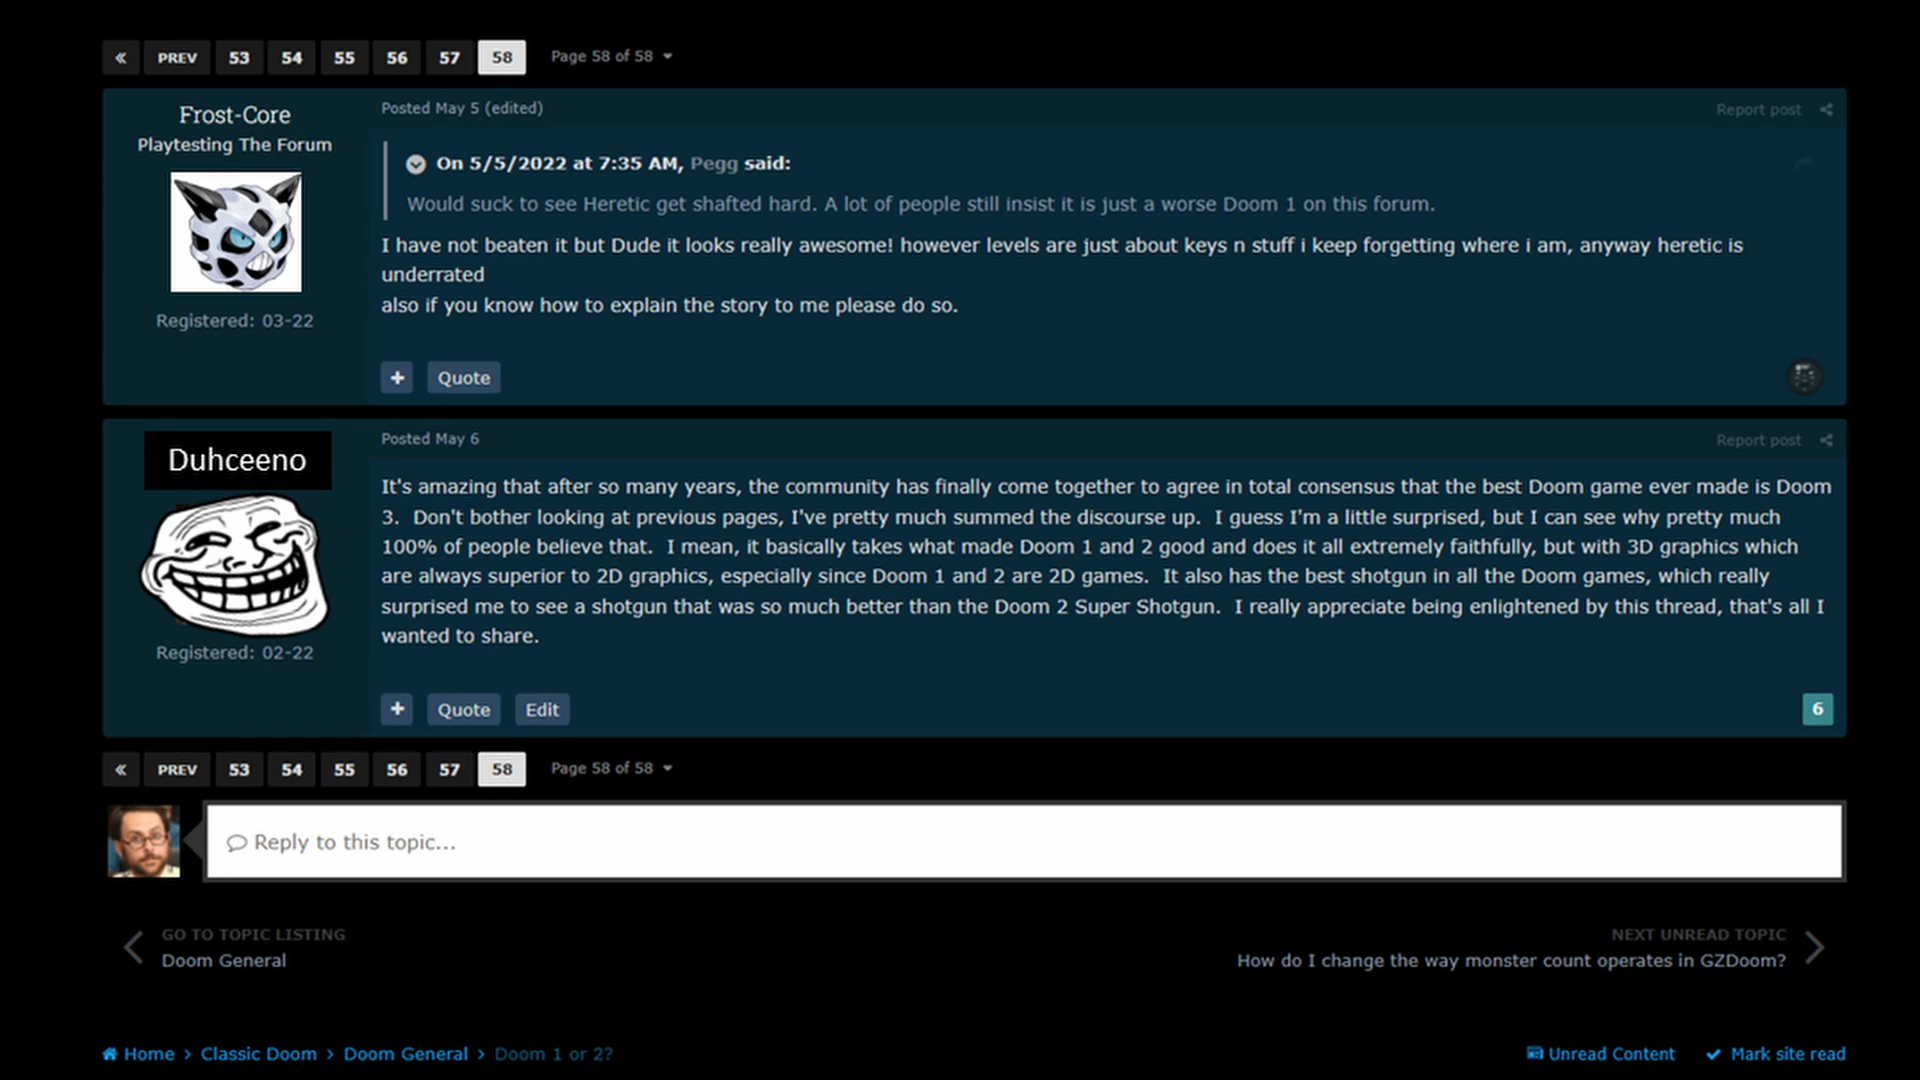 « PREV 53 54 55 56 57 58 Page 58 of 58
Frost-Core
Playtesting The Forum
Registered: 03-22
Posted May 5 (edited)
Report post
On 5/5/2022 at 7:35 AM, Pegg said:
Would suck to see Heretic get shafted hard. A lot of people still insist it is just a worse Doom 1 on this forum.
I have not beaten it but Dude it looks really awesome! however levels are just about keys n stuff i keep forgetting where i am, anyway heretic is
underrated
also if you know how to explain the story to me please do so.
+ Quote
Duhceeno
Registered: 02-22
Posted May 6
Report post
It's amazing that after so many years, the community has finally come together to agree in total consensus that the best Doom game ever made is Doom
3.  Don't bother looking at previous pages, I've pretty much summed the discourse up.  I guess I'm a little surprised, but I can see why pretty much
100% of people believe that.  I mean, it basically takes what made Doom 1 and 2 good and does it all extremely faithfully, but with 3D graphics which
are always superior to 2D graphics, especially since Doom 1 and 2 are 2D games.  It also has the best shotgun in all the Doom games, which really
surprised me to see a shotgun that was so much better than the Doom 2 Super Shotgun.  I really appreciate being enlightened by this thread, that's all I
wanted to share.
+ Quote Edit
6
« PREV 53 54 55 56 57 58 Page 58 of 58
Reply to this topic...
GO TO TOPIC LISTING
Doom General
NEXT UNREAD TOPIC
How do I change the way monster count operates in GZDoom?
Home > Classic Doom > Doom General > Doom 1 or 2?
Unread Content Mark site read